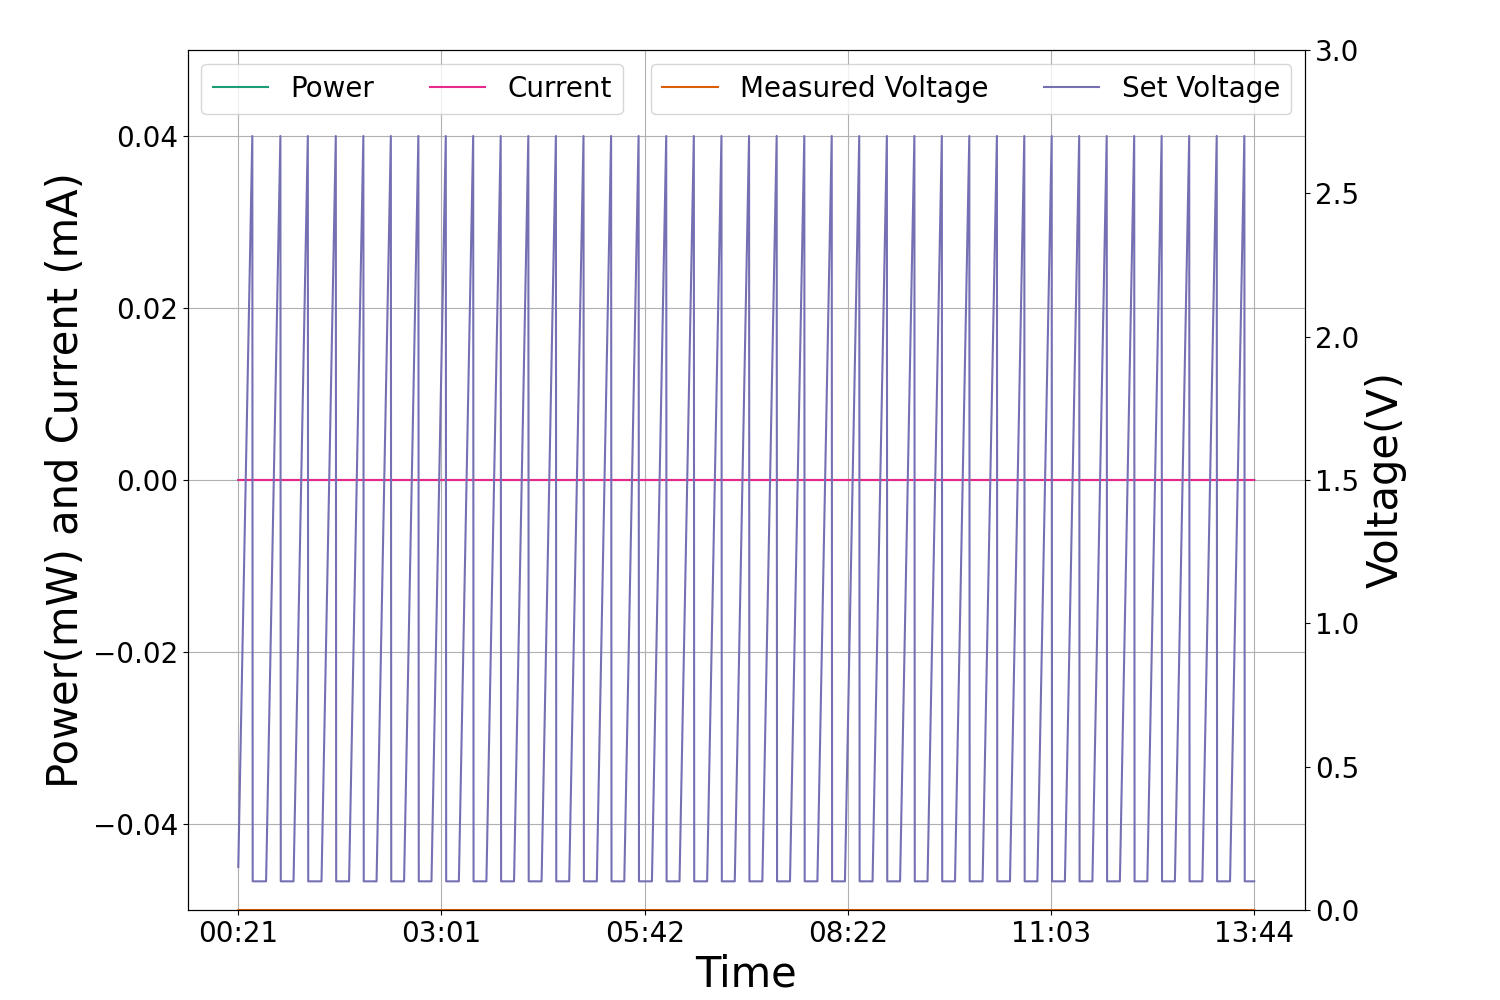 Power Current Measured Voltage Set Voltage
3.0
0.04
2.5
0.02
2.0
0.00
1.5
−0.02
1.0
−0.04
0.5
0.0
Power(mW) and Current (mA)
Voltage(V)
00:21 03:01 05:42 08:22 11:03 13:44
Time